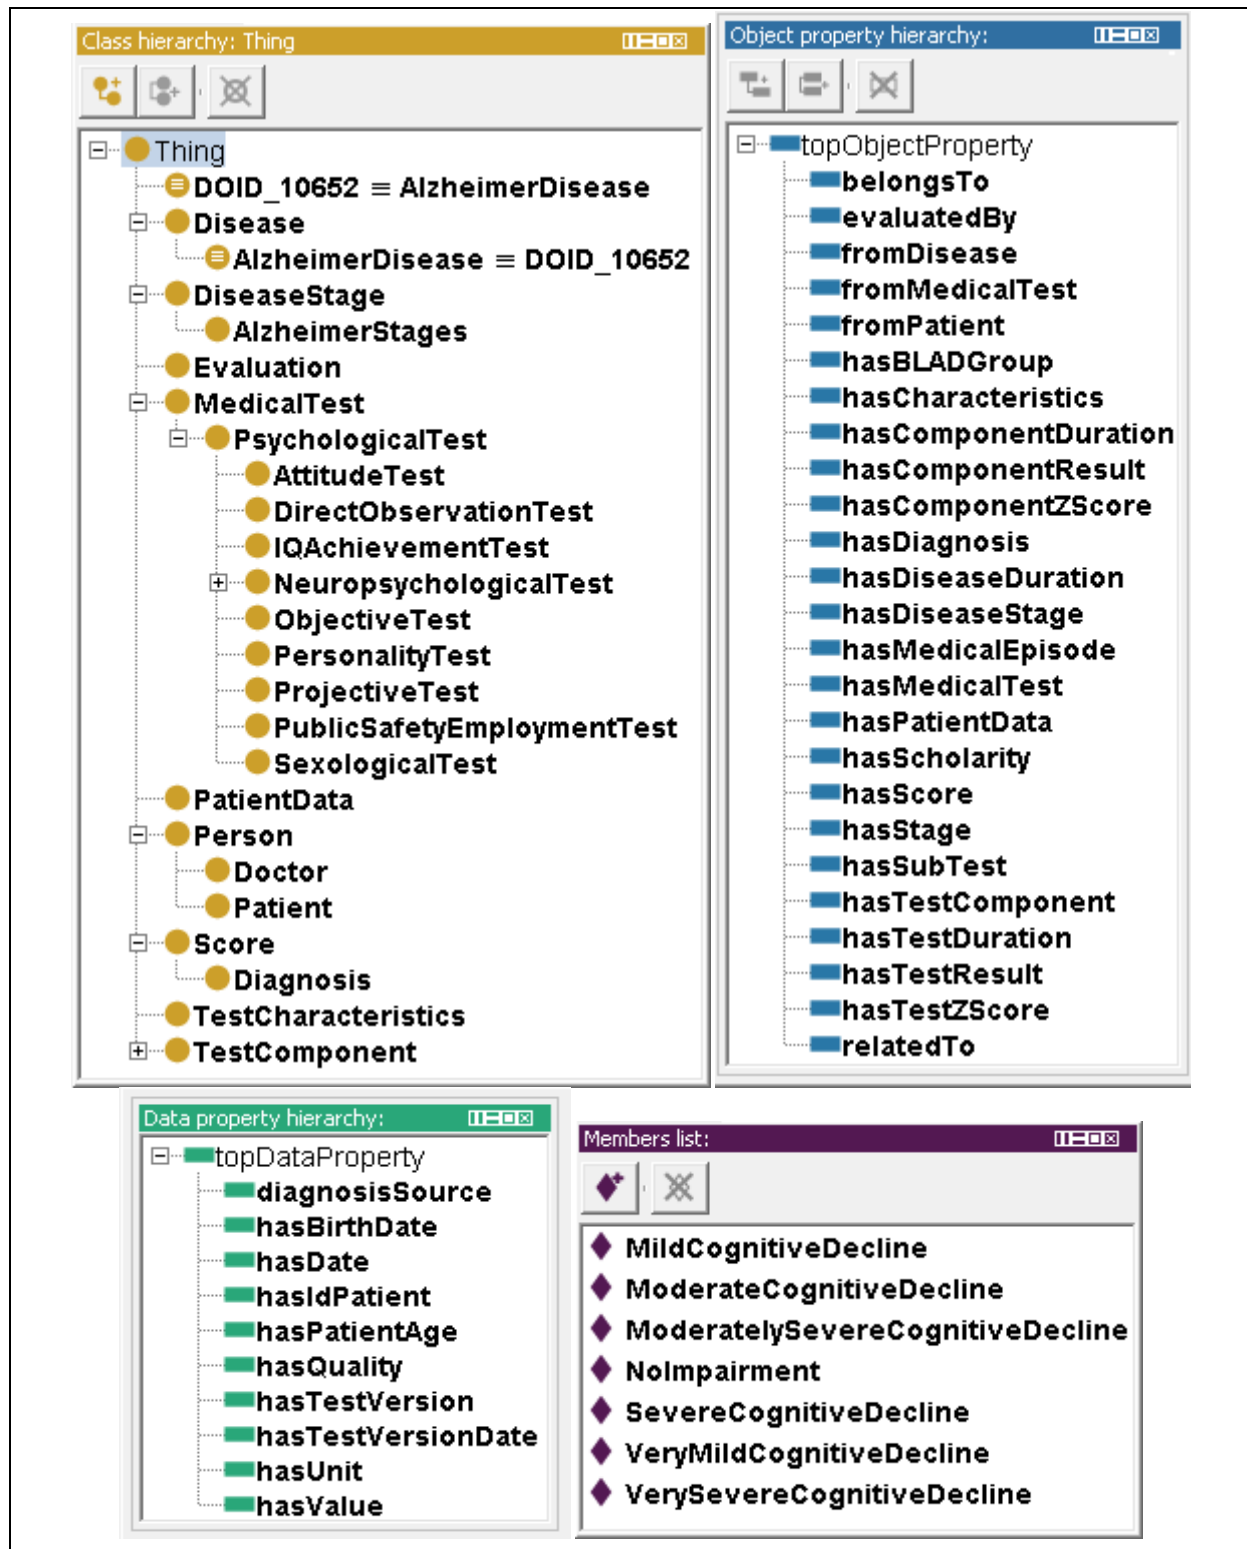 Class hierarchy: Thing
Thing
DOID_10652 ≡ AlzheimerDisease
Disease
AlzheimerDisease ≡ DOID_10652
DiseaseStage
AlzheimerStages
Evaluation
MedicalTest
PsychologicalTest
AttitudeTest
DirectObservationTest
IQAchievementTest
NeuropsychologicalTest
ObjectiveTest
PersonalityTest
ProjectiveTest
PublicSafetyEmploymentTest
SexologicalTest
PatientData
Person
Doctor
Patient
Score
Diagnosis
TestCharacteristics
TestComponent
Object property hierarchy:
topObjectProperty
belongsTo
evaluatedBy
fromDisease
fromMedicalTest
fromPatient
hasBLADGroup
hasCharacteristics
hasComponentDuration
hasComponentResult
hasComponentZScore
hasDiagnosis
hasDiseaseDuration
hasDiseaseStage
hasMedicalEpisode
hasMedicalTest
hasPatientData
hasScholarity
hasScore
hasStage
hasSubTest
hasTestComponent
hasTestDuration
hasTestResult
hasTestZScore
relatedTo
Data property hierarchy:
topDataProperty
diagnosisSource
hasBirthDate
hasDate
hasIdPatient
hasPatientAge
hasQuality
hasTestVersion
hasTestVersionDate
hasUnit
hasValue
Members list:
MildCognitiveDecline
ModerateCognitiveDecline
ModeratelySevereCognitiveDecline
NoImpairment
SevereCognitiveDecline
VeryMildCognitiveDecline
VerySevereCognitiveDecline